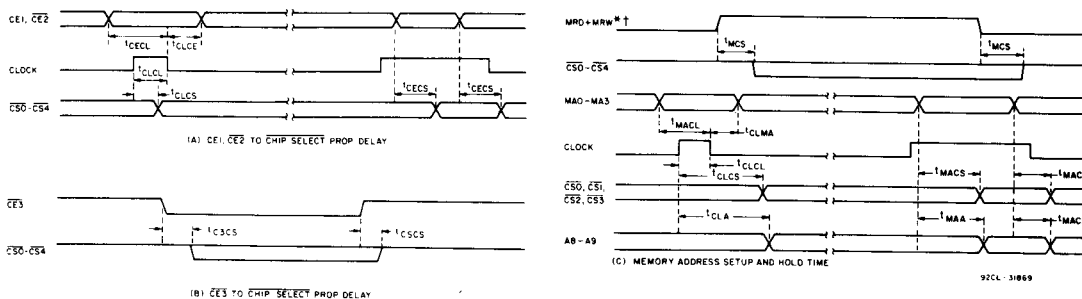 CE1, CE2
tCECL
tCLCE
CLOCK
tCLCL
tCLCS
tCECS
tCECS
CS0-CS4
(A) CE1, CE2 TO CHIP SELECT PROP DELAY
CE3
tC3CS
tCSCS
CS0-CS4
(B) CE3 TO CHIP SELECT PROP DELAY
MRD+MRW*†
tMCS
tMCS
CS0-CS4
MA0-MA3
tMACL
tCLMA
CLOCK
tCLCL
tCLCS
tMACS
tMAC
CS0, CS1,
CS2, CS3
tCLA
tMAA
tMAC
A8-A9
(C) MEMORY ADDRESS SETUP AND HOLD TIME
92CL-31869